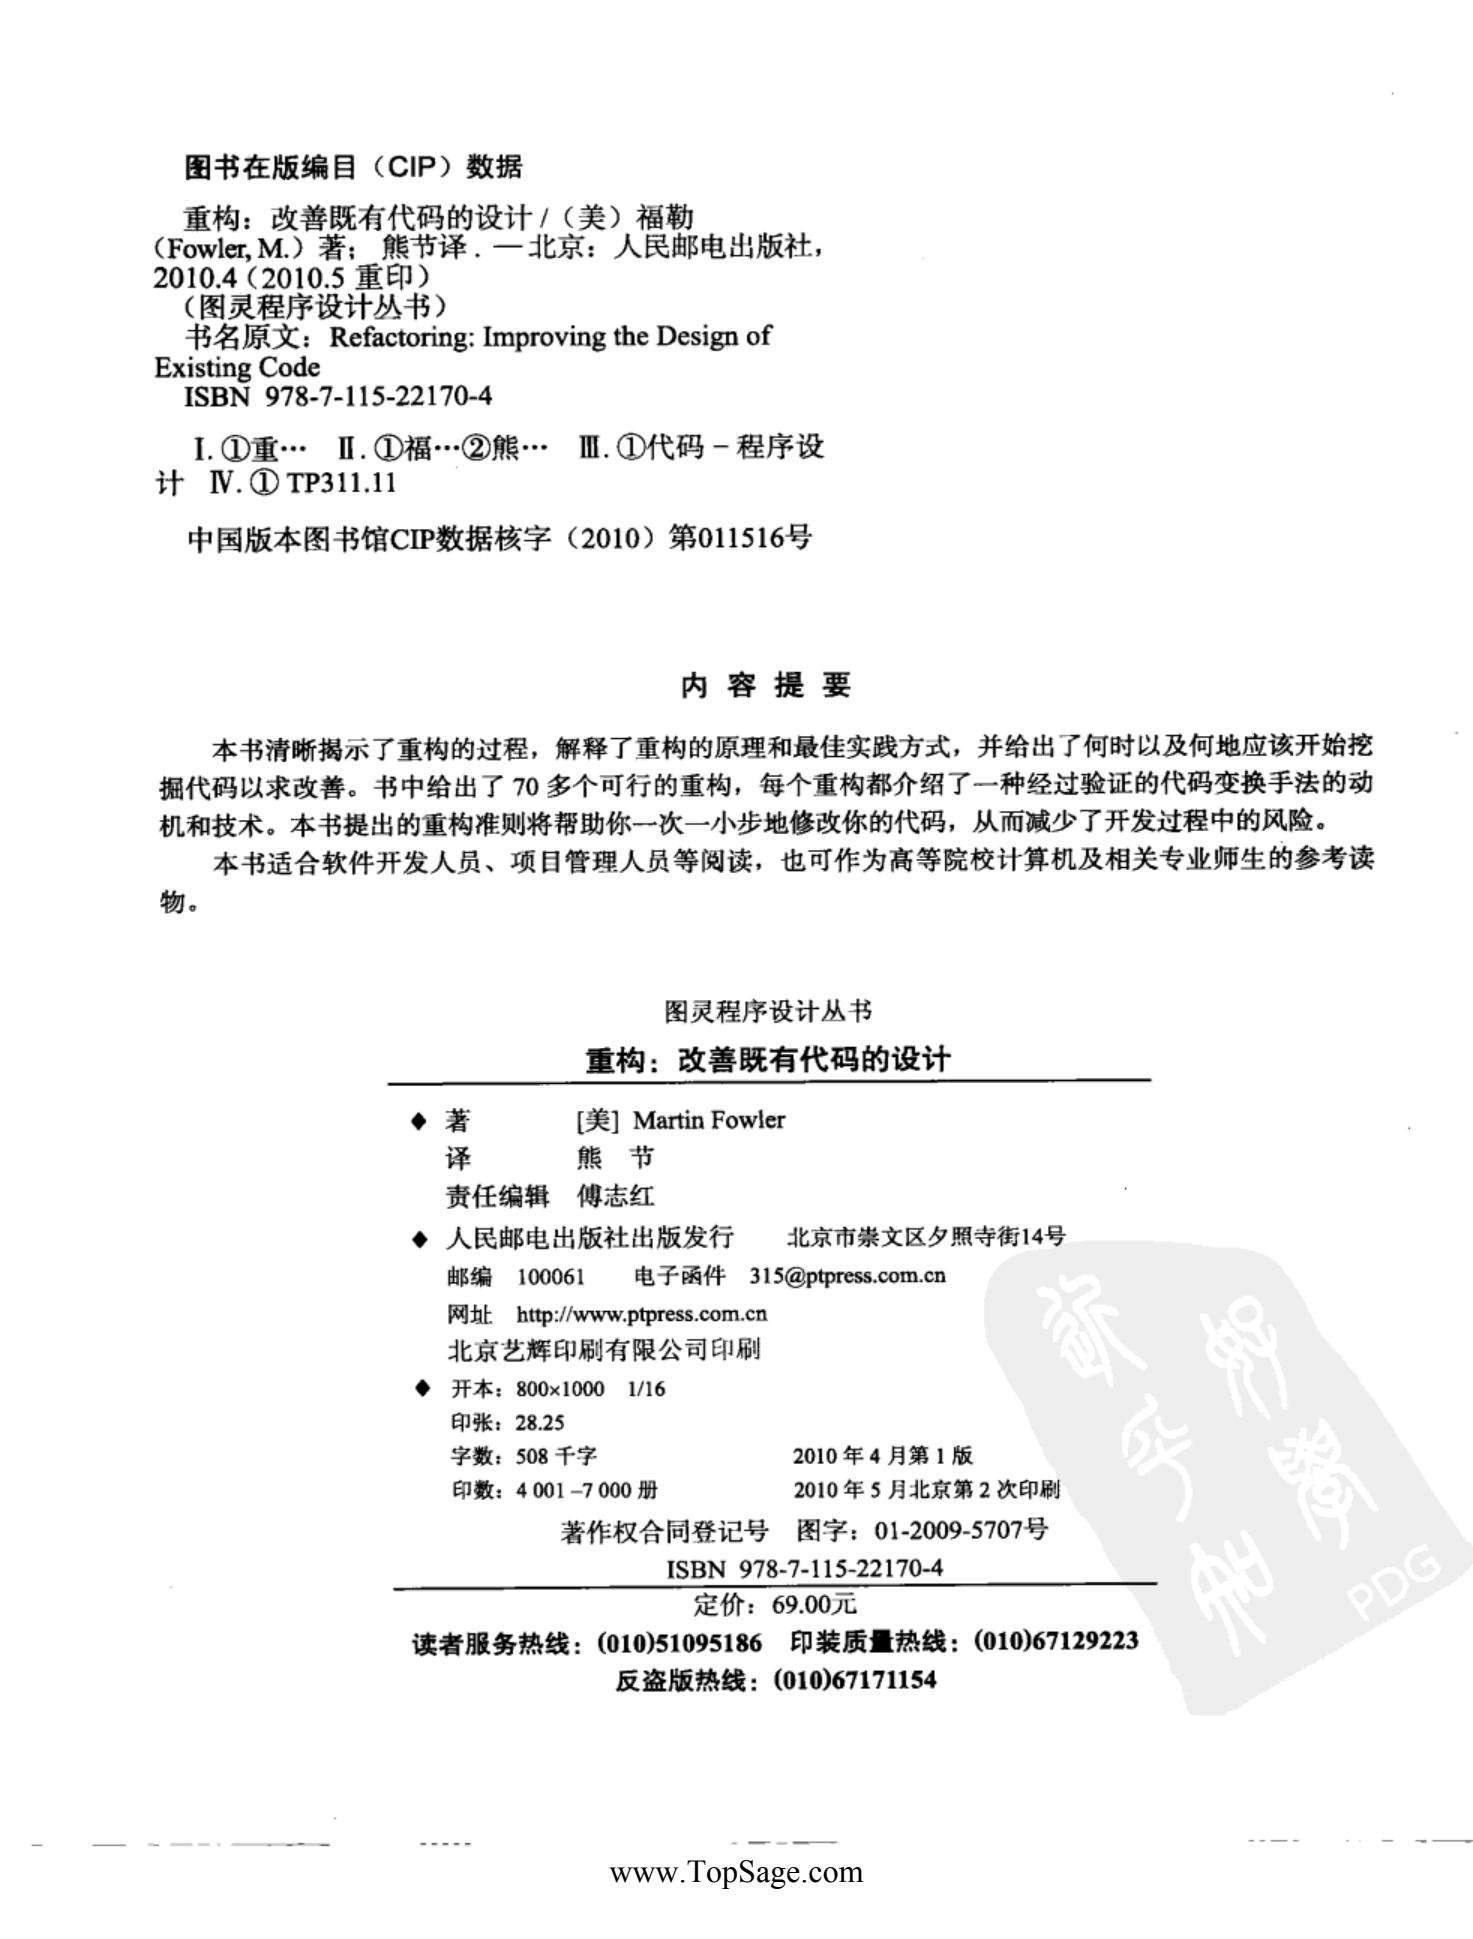 图书在版编目（CIP）数据
重构：改善既有代码的设计 /（美）福勒
（Fowler, M.）著； 熊节译 . — 北京：人民邮电出版社，
2010.4（2010.5 重印）
（图灵程序设计丛书）
书名原文：Refactoring: Improving the Design of
Existing Code
ISBN 978-7-115-22170-4
Ⅰ. ①重… Ⅱ. ①福…②熊… Ⅲ. ①代码 – 程序设
计 Ⅳ. ① TP311.11
中国版本图书馆CIP数据核字（2010）第011516号
内 容 提 要
本书清晰揭示了重构的过程，解释了重构的原理和最佳实践方式，并给出了何时以及何地应该开始挖
掘代码以求改善。书中给出了 70 多个可行的重构，每个重构都介绍了一种经过验证的代码变换手法的动
机和技术。本书提出的重构准则将帮助你一次一小步地修改你的代码，从而减少了开发过程中的风险。
本书适合软件开发人员、项目管理人员等阅读，也可作为高等院校计算机及相关专业师生的参考读
物。
图灵程序设计丛书
重构：改善既有代码的设计
◆ 著 [美] Martin Fowler
译 熊 节
责任编辑 傅志红
◆ 人民邮电出版社出版发行 北京市崇文区夕照寺街14号
邮编 100061 电子函件 315@ptpress.com.cn
网址 http://www.ptpress.com.cn
北京艺辉印刷有限公司印刷
◆ 开本：800×1000 1/16
印张：28.25
字数：508 千字 2010 年 4 月第 1 版
印数：4 001 –7 000 册 2010 年 5 月北京第 2 次印刷
著作权合同登记号 图字：01-2009-5707号
ISBN 978-7-115-22170-4
定价：69.00元
读者服务热线：(010)51095186 印装质量热线：(010)67129223
反盗版热线：(010)67171154
PDG
www.TopSage.com